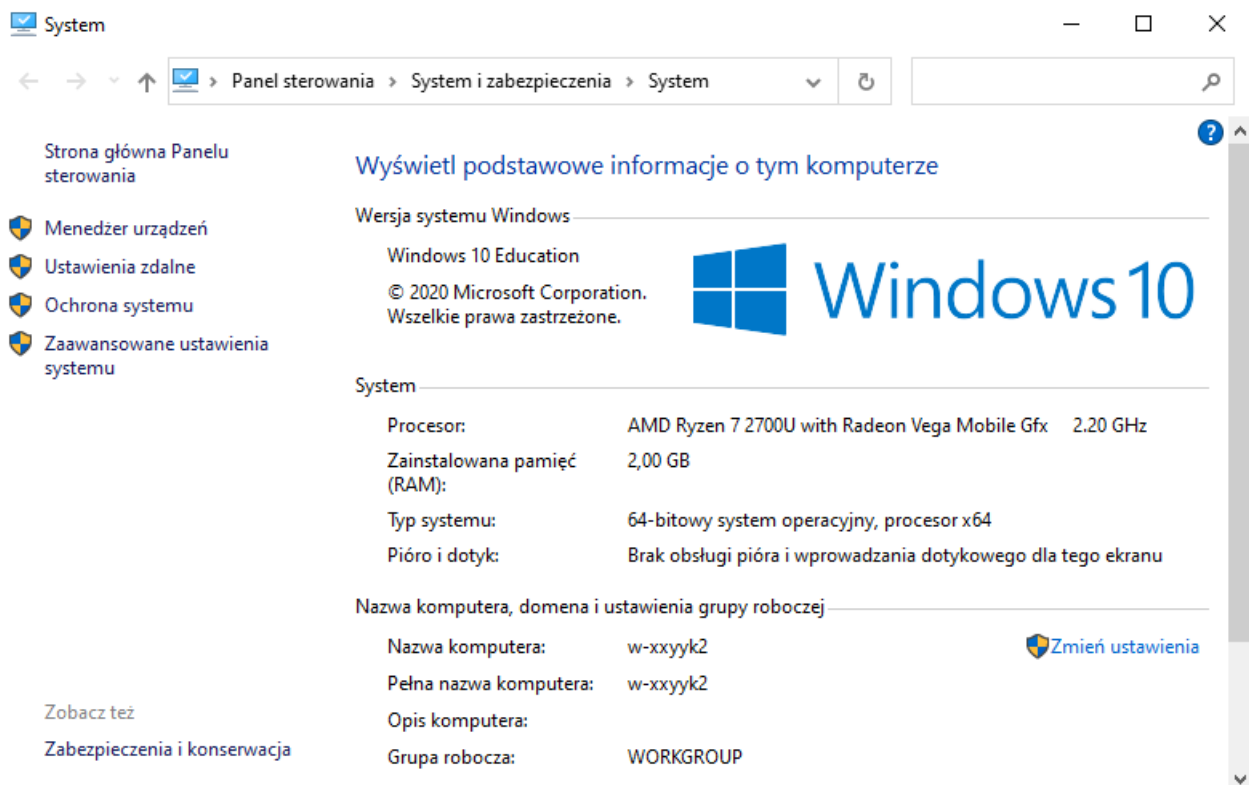 System
Panel sterowania > System i zabezpieczenia > System
Strona główna Panelu
sterowania
Menedżer urządzeń
Ustawienia zdalne
Ochrona systemu
Zaawansowane ustawienia
systemu
Zobacz też
Zabezpieczenia i konserwacja
?
Wyświetl podstawowe informacje o tym komputerze
Wersja systemu Windows
Windows 10 Education
© 2020 Microsoft Corporation.
Wszelkie prawa zastrzeżone.
Windows 10
System
Procesor: AMD Ryzen 7 2700U with Radeon Vega Mobile Gfx 2.20 GHz
Zainstalowana pamięć 2,00 GB
(RAM):
Typ systemu: 64-bitowy system operacyjny, procesor x64
Pióro i dotyk: Brak obsługi pióra i wprowadzania dotykowego dla tego ekranu
Nazwa komputera, domena i ustawienia grupy roboczej
Nazwa komputera: w-xxyyk2 Zmień ustawienia
Pełna nazwa komputera: w-xxyyk2
Opis komputera:
Grupa robocza: WORKGROUP